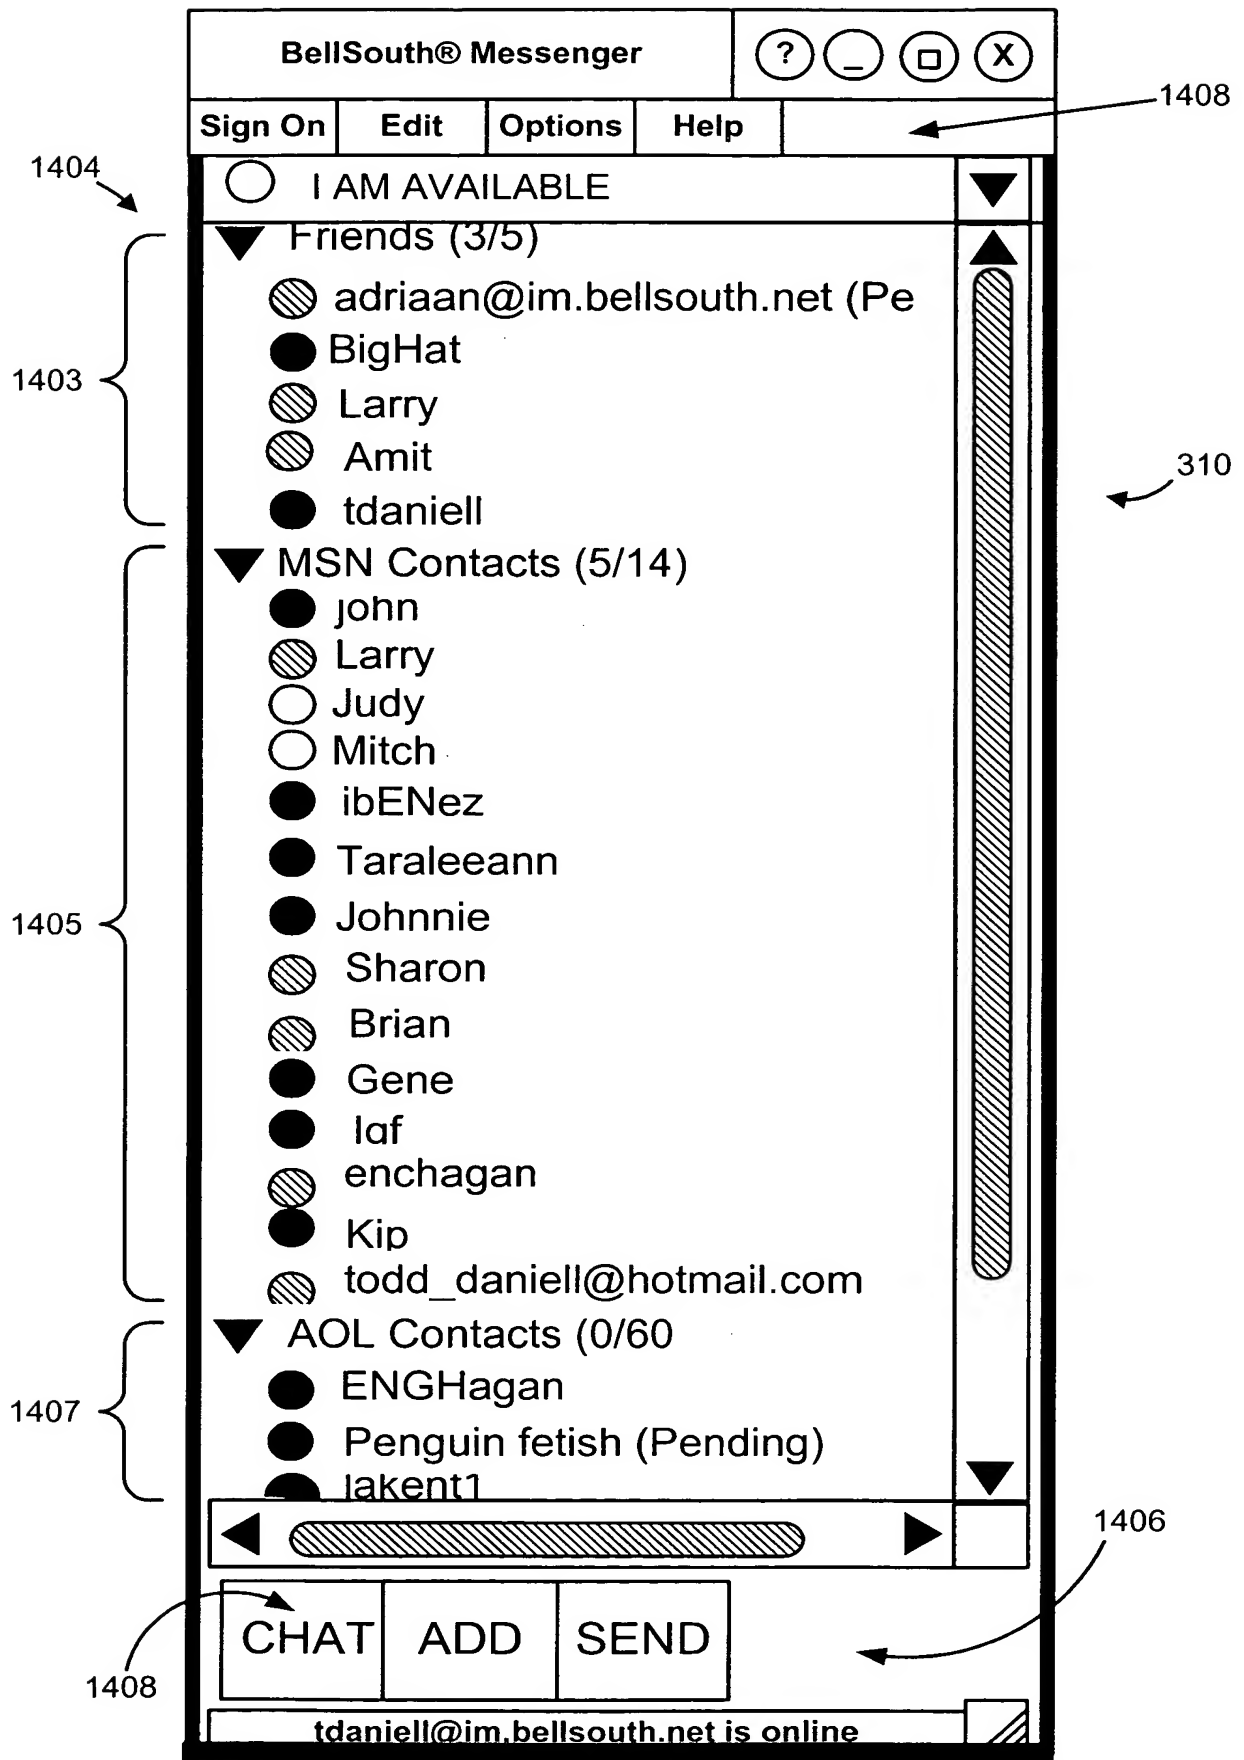 BellSouth® Messenger
? _ X
1408
Sign On Edit Options Help
1404
I AM AVAILABLE
Friends (3/5)
adriaan@im.bellsouth.net (Pe
BigHat
1403
Larry
Amit
310
tdaniell
MSN Contacts (5/14)
john
Larry
Judy
Mitch
ibENez
Taraleeann
1405
Johnnie
Sharon
Brian
Gene
enchagan
Kip
todd_daniell@hotmail.com
AOL Contacts (0/60
ENGHagan
1407
Penguin fetish (Pending)
lakent1
1406
CHAT ADD SEND
1408
tdaniell@im.bellsouth.net is online